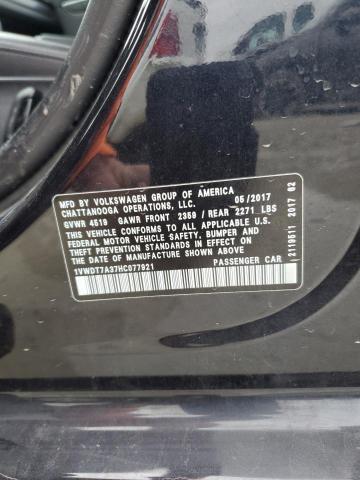 MFD BY VOLKSWAGEN GROUP OF AMERICA
CHATTANOOGA OPERATIONS, LLC. 05/2017
GVWR 4519 GAWR FRONT 2359 / REAR 2271 LBS
THIS VEHICLE CONFORMS TO ALL APPLICABLE U.S.
FEDERAL MOTOR VEHICLE SAFETY, BUMPER AND
THEFT PREVENTION STANDARDS IN EFFECT ON
THE DATE OF MANUFACTURE SHOWN ABOVE
1VWDT7A37HC077921 PASSENGER CAR
2119511 2017 02